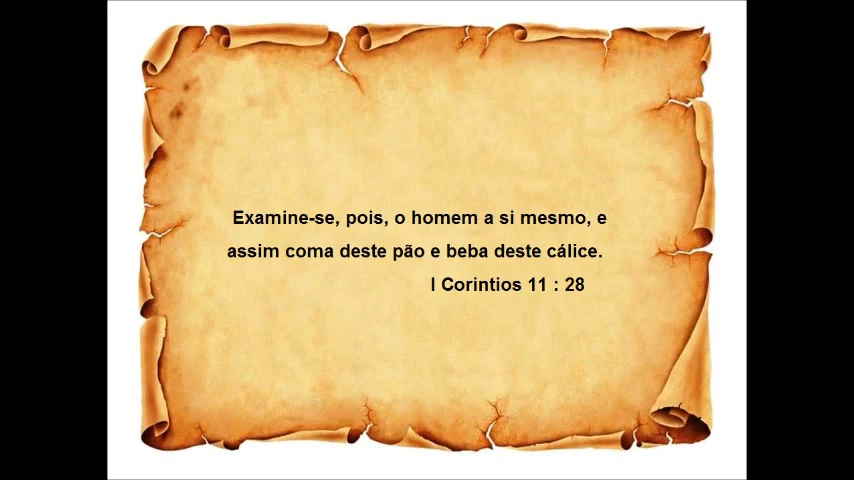 Examine-se, pois, o homem a si mesmo, e
assim coma deste pão e beba deste cálice.
I Corintios 11 : 28